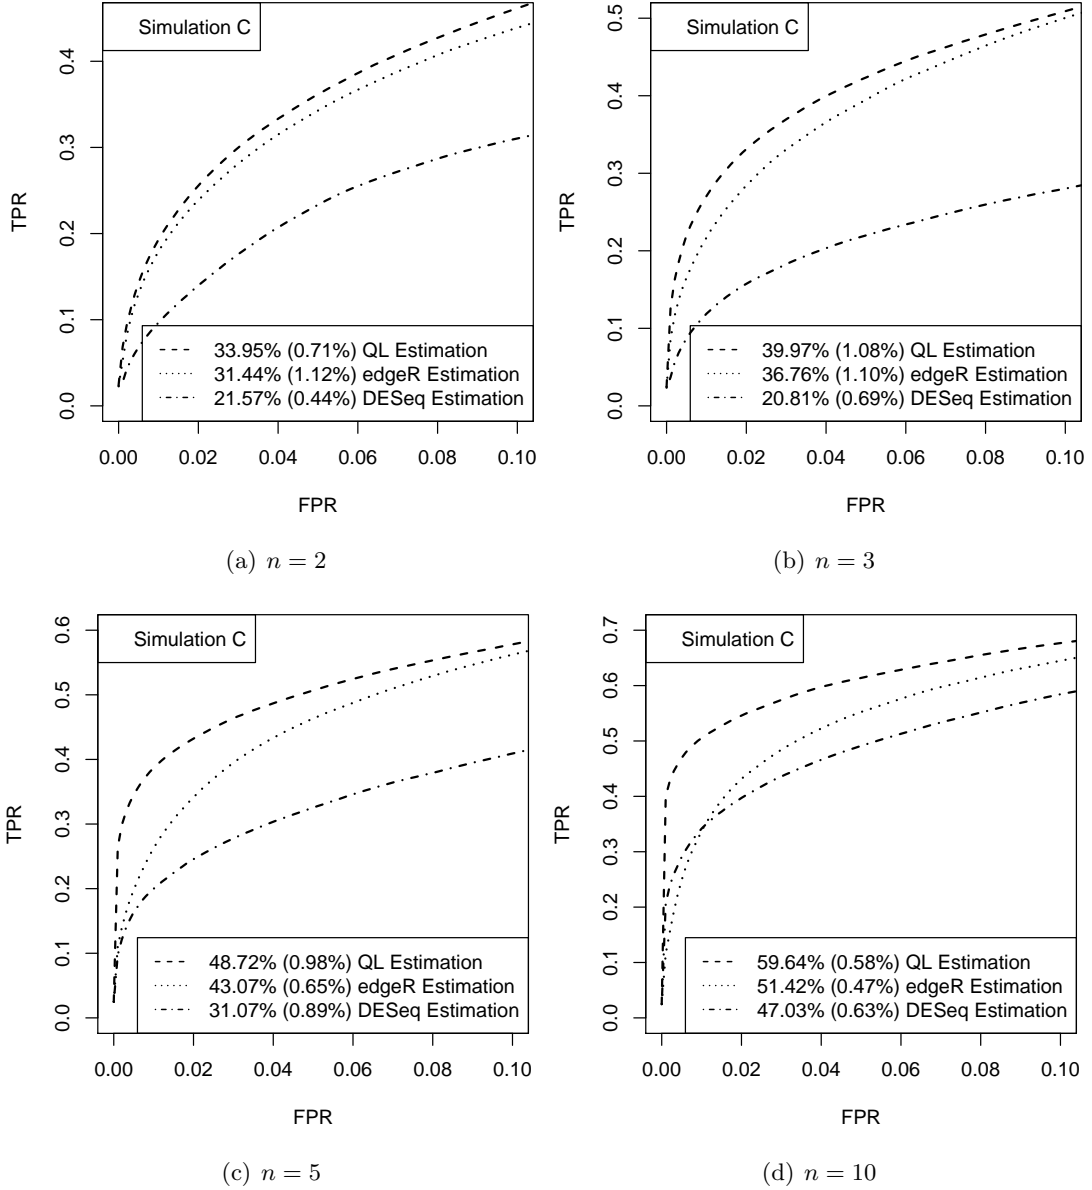 Simulation C
TPR
0.0 0.1 0.2 0.3 0.4
33.95% (0.71%) QL Estimation
31.44% (1.12%) edgeR Estimation
21.57% (0.44%) DESeq Estimation
0.00 0.02 0.04 0.06 0.08 0.10
FPR
(a) n = 2
Simulation C
TPR
0.0 0.1 0.2 0.3 0.4 0.5
39.97% (1.08%) QL Estimation
36.76% (1.10%) edgeR Estimation
20.81% (0.69%) DESeq Estimation
0.00 0.02 0.04 0.06 0.08 0.10
FPR
(b) n = 3
Simulation C
TPR
0.0 0.1 0.2 0.3 0.4 0.5 0.6
48.72% (0.98%) QL Estimation
43.07% (0.65%) edgeR Estimation
31.07% (0.89%) DESeq Estimation
0.00 0.02 0.04 0.06 0.08 0.10
FPR
(c) n = 5
Simulation C
TPR
0.0 0.1 0.2 0.3 0.4 0.5 0.6 0.7
59.64% (0.58%) QL Estimation
51.42% (0.47%) edgeR Estimation
47.03% (0.63%) DESeq Estimation
0.00 0.02 0.04 0.06 0.08 0.10
FPR
(d) n = 10